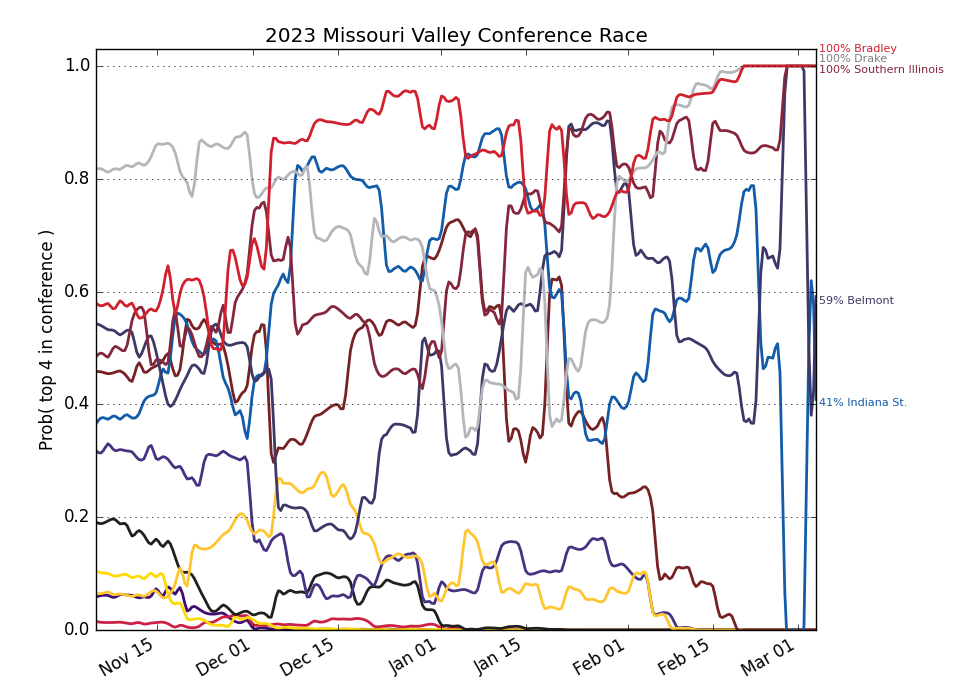 2023 Missouri Valley Conference Race
100% Bradley
100% Drake
100% Southern Illinois
59% Belmont
41% Indiana St.
Prob( top 4 in conference )
1.0
0.8
0.6
0.4
0.2
0.0
Nov 15
Dec 01
Dec 15
Jan 01
Jan 15
Feb 01
Feb 15
Mar 01